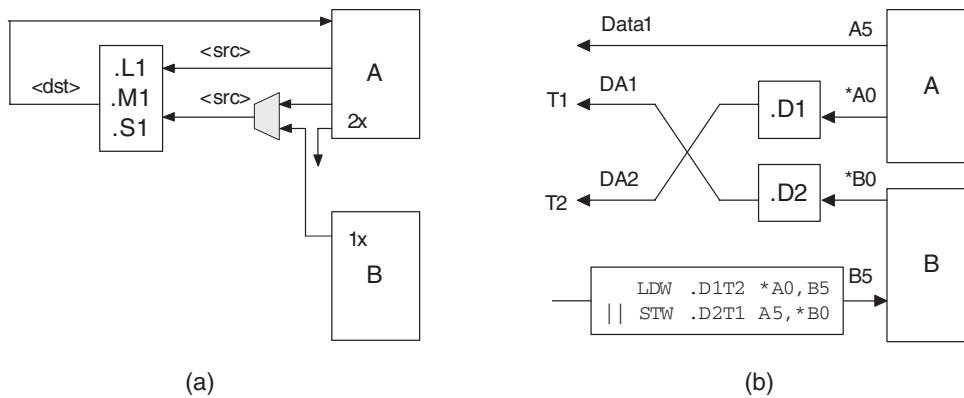 <src>
.L1
.M1
.S1
<dst>
<src>
A
2x
1x
B
(a)
Data1
A5
DA1
T1
.D1
*A0
A
DA2
T2
.D2
*B0
B
B5
LDW .D1T2 *A0,B5
|| STW .D2T1 A5,*B0
(b)